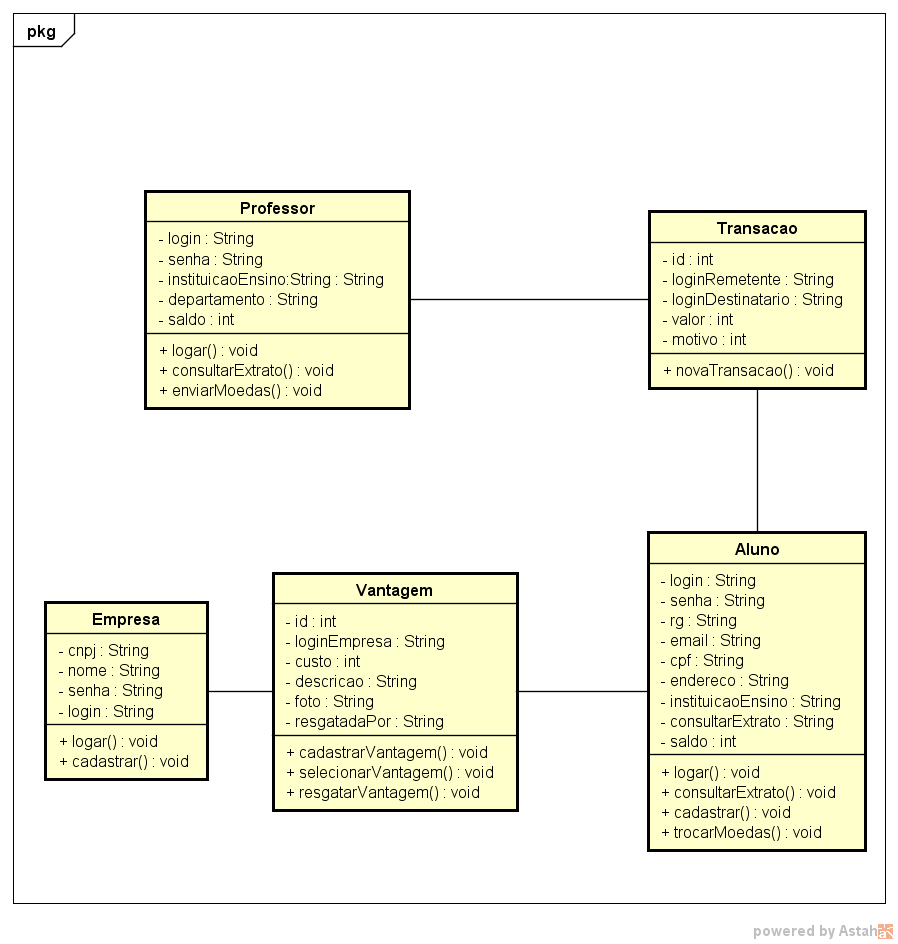 pkg
Professor
- login : String
- senha : String
- instituicaoEnsino:String : String
- departamento : String
- saldo : int
+ logar() : void
+ consultarExtrato() : void
+ enviarMoedas() : void
Transacao
- id : int
- loginRemetente : String
- loginDestinatario : String
- valor : int
- motivo : int
+ novaTransacao() : void
Empresa
- cnpj : String
- nome : String
- senha : String
- login : String
+ logar() : void
+ cadastrar() : void
Vantagem
- id : int
- loginEmpresa : String
- custo : int
- descricao : String
- foto : String
- resgatadaPor : String
+ cadastrarVantagem() : void
+ selecionarVantagem() : void
+ resgatarVantagem() : void
Aluno
- login : String
- senha : String
- rg : String
- email : String
- cpf : String
- endereco : String
- instituicaoEnsino : String
- consultarExtrato : String
- saldo : int
+ logar() : void
+ consultarExtrato() : void
+ cadastrar() : void
+ trocarMoedas() : void
powered by Astah